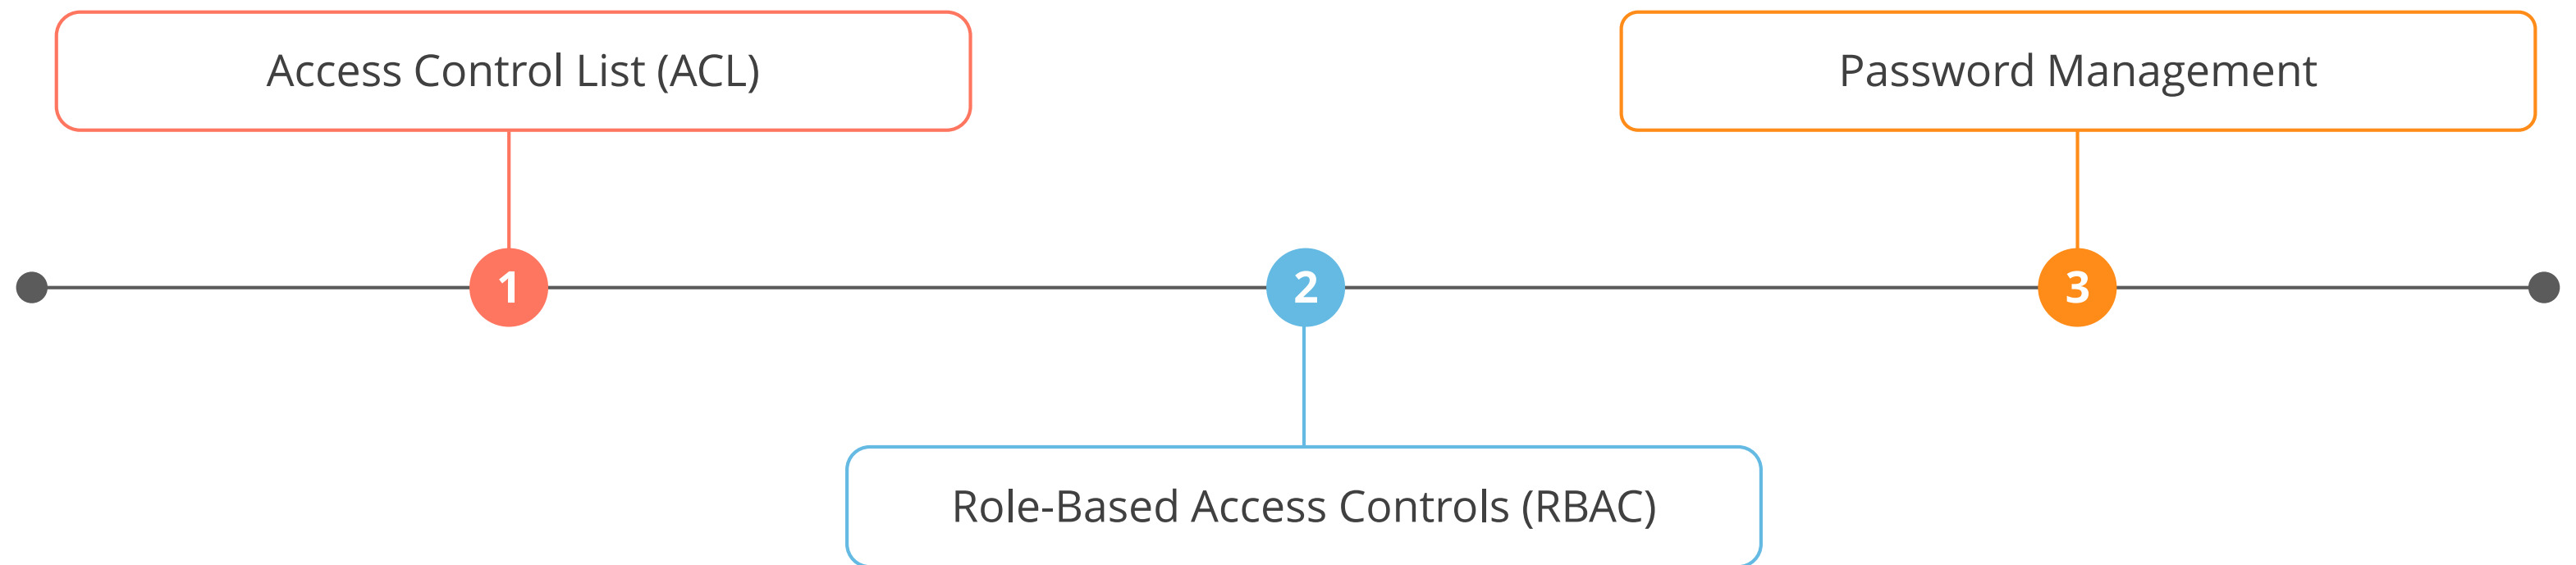 Access Control List (ACL)
Password Management
1
2
3
Role-Based Access Controls (RBAC)